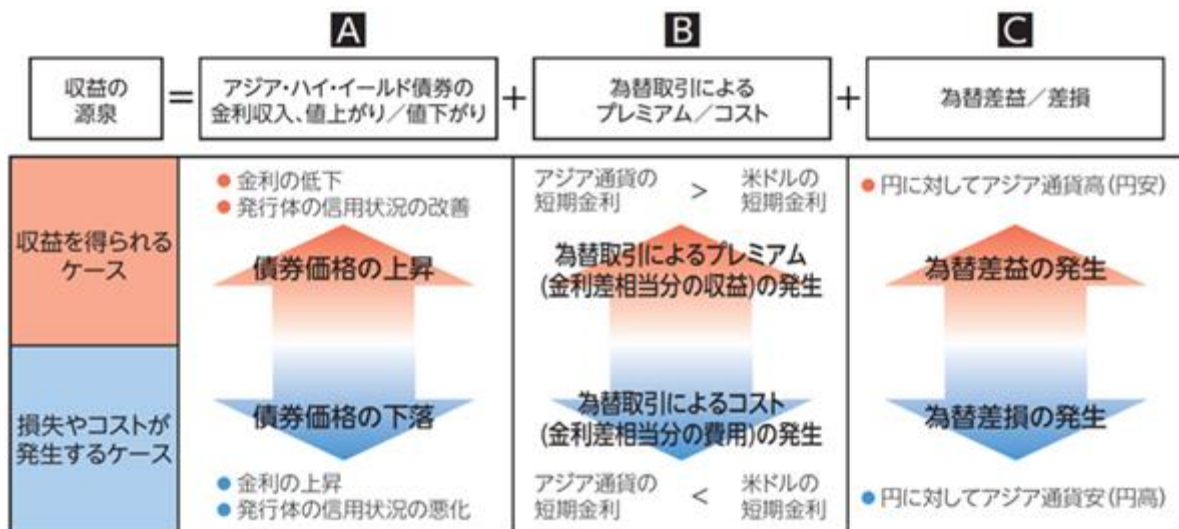 A
B
C
収益の
源泉
=
アジア・ハイ・イールド債券の
金利収入、値上がり／値下がり
+
為替取引による
プレミアム／コスト
+
為替差益／差損
収益を得られる
ケース
● 金利の低下
● 発行体の信用状況の改善
債券価格の上昇
アジア通貨の
短期金利
>
米ドルの
短期金利
為替取引によるプレミアム
(金利差相当分の収益)の発生
● 円に対してアジア通貨高(円安)
為替差益の発生
損失やコストが
発生するケース
債券価格の下落
● 金利の上昇
● 発行体の信用状況の悪化
為替取引によるコスト
(金利差相当分の費用)の発生
アジア通貨の
短期金利
<
米ドルの
短期金利
為替差損の発生
● 円に対してアジア通貨安(円高)